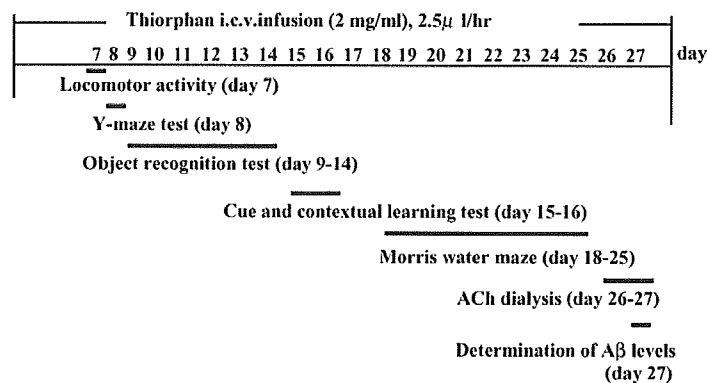 Thiorphan i.c.v.infusion (2 mg/ml), 2.5μ l/hr
7 8 9 10 11 12 13 14 15 16 17 18 19 20 21 22 23 24 25 26 27 day
Locomotor activity (day 7)
Y-maze test (day 8)
Object recognition test (day 9-14)
Cue and contextual learning test (day 15-16)
Morris water maze (day 18-25)
ACh dialysis (day 26-27)
Determination of Aβ levels
(day 27)